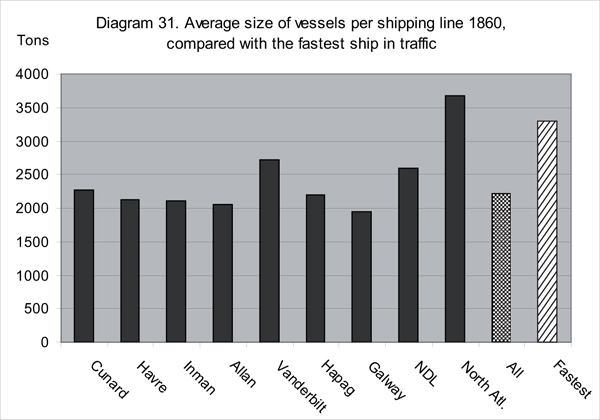 Diagram 31. Average size of vessels per shipping line 1860,
compared with the fastest ship in traffic
Tons
4000
3500
3000
2500
2000
1500
1000
500
0
Cunard
Havre
Inman
Allan
Vanderbilt
Hapag
Galway
NDL
North Atl.
All
Fastest